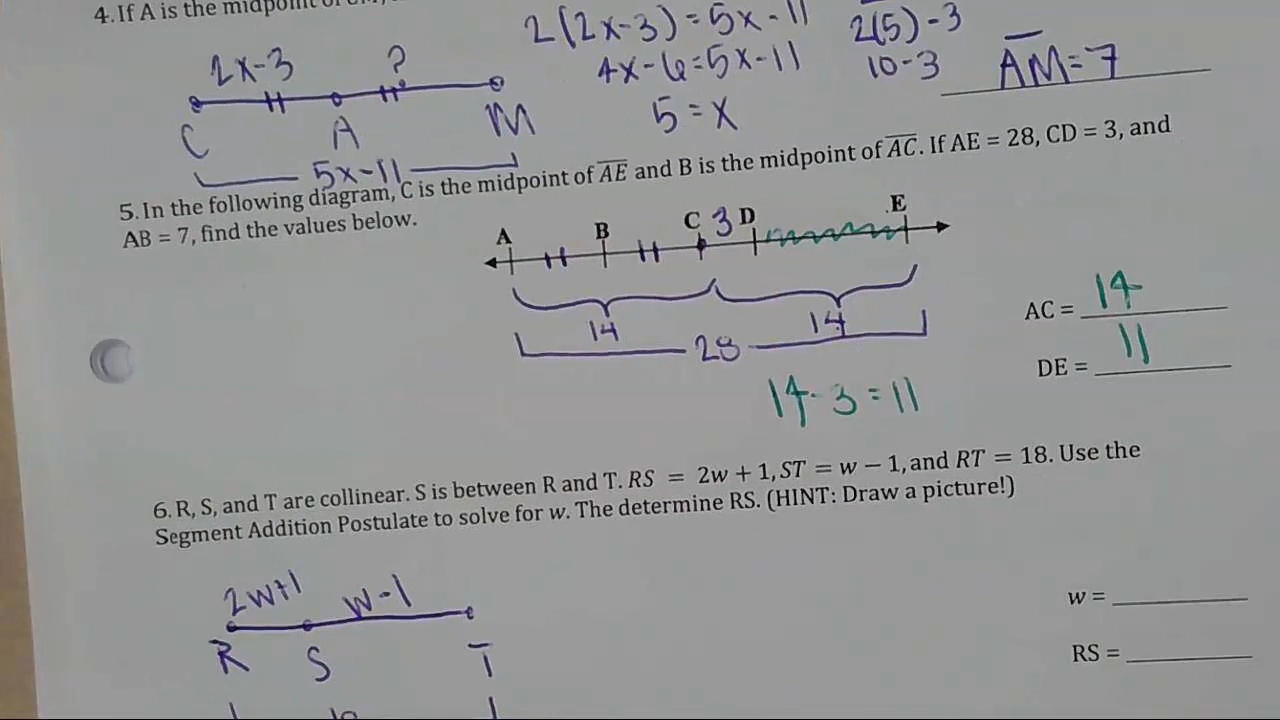 4. If A is the midpoint of
2(2x-3) = 5x - 11
2(5) - 3
2x-3
?
4x-6=5x-11
10-3
AM=7
5 = x
C
A
M
5x-11
5. In the following diagram, C is the midpoint of AE and B is the midpoint of AC. If AE = 28, CD = 3, and
AB = 7, find the values below.
A B C 3 D E
14 14
28
AC = 14
DE = 11
14-3=11
6. R, S, and T are collinear. S is between R and T. RS = 2w + 1, ST = w − 1, and RT = 18. Use the
Segment Addition Postulate to solve for w. The determine RS. (HINT: Draw a picture!)
2w+1 w-1
R S T
w =
RS =